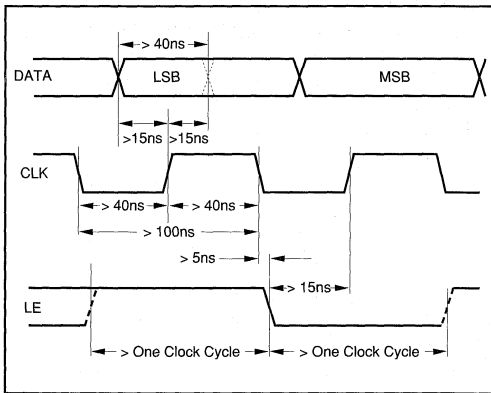 > 40ns
DATA LSB MSB
>15ns >15ns
CLK
> 40ns > 40ns
> 100ns
> 5ns
> 15ns
LE
> One Clock Cycle > One Clock Cycle